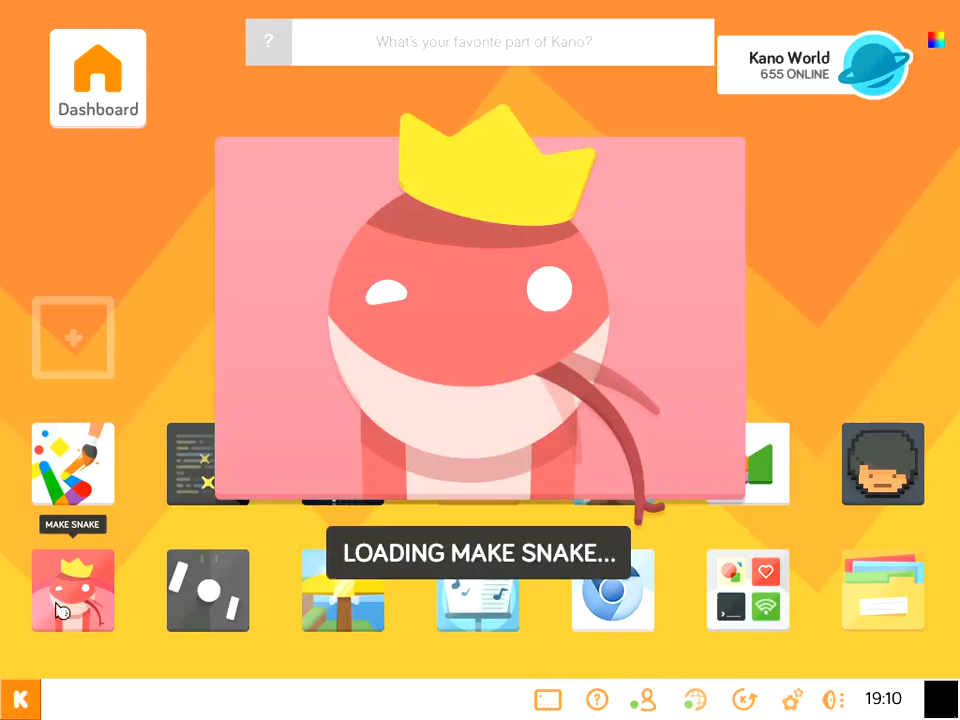 ?
What's your favorite part of Kano?
Kano World
655 ONLINE
Dashboard
MAKE SNAKE
LOADING MAKE SNAKE...
K
?
K
19:10